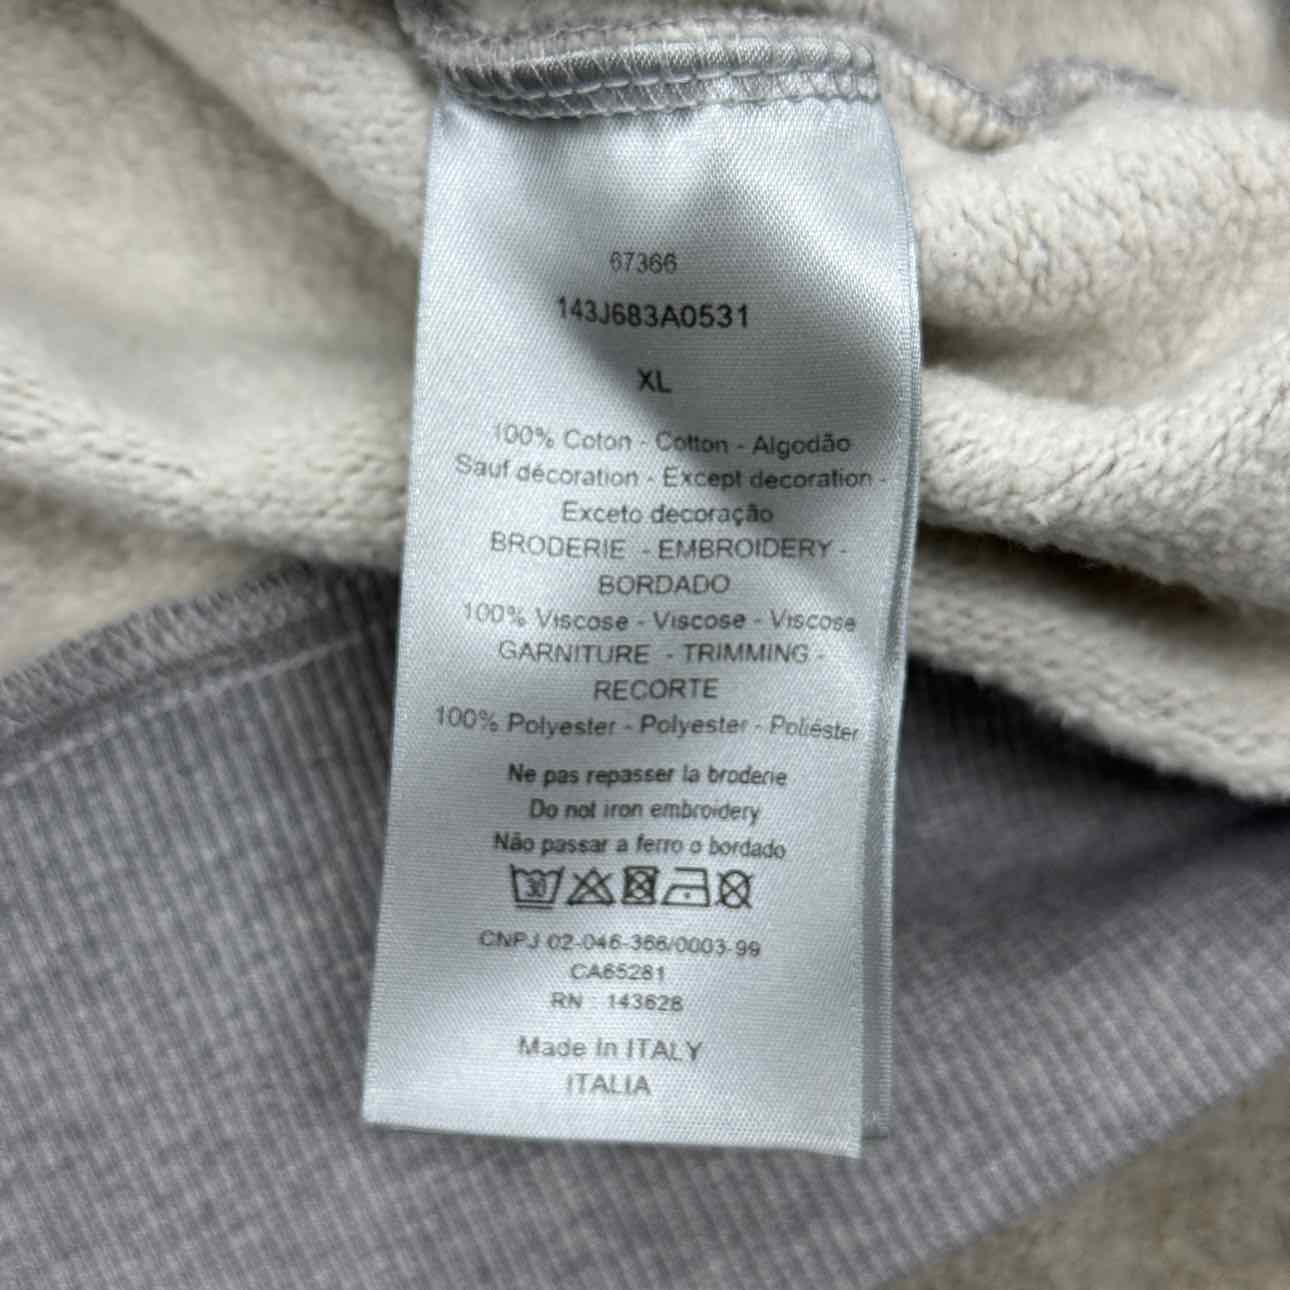 67366
143J683A0531
XL
100% Coton - Cotton - Algodão
Sauf décoration - Except decoration -
Exceto decoração
BRODERIE - EMBROIDERY -
BORDADO
100% Viscose - Viscose - Viscose
GARNITURE - TRIMMING -
RECORTE
100% Polyester - Polyester - Poliéster
Ne pas repasser la broderie
Do not iron embroidery
Não passar a ferro o bordado
30
CNPJ 02-046-366/0003-99
CA65281
RN : 143628
Made in ITALY
ITALIA